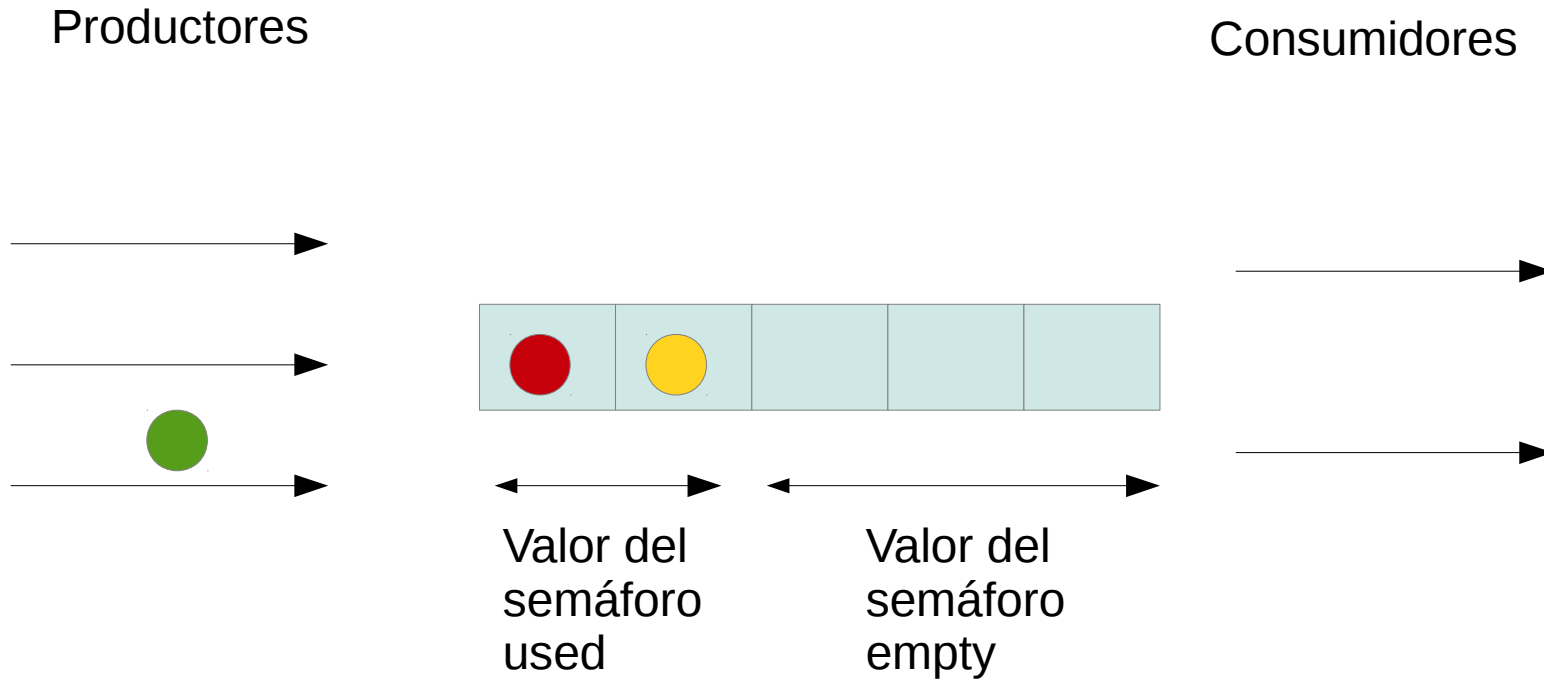 Productores
Consumidores
Valor del
semáforo
used
Valor del
semáforo
empty